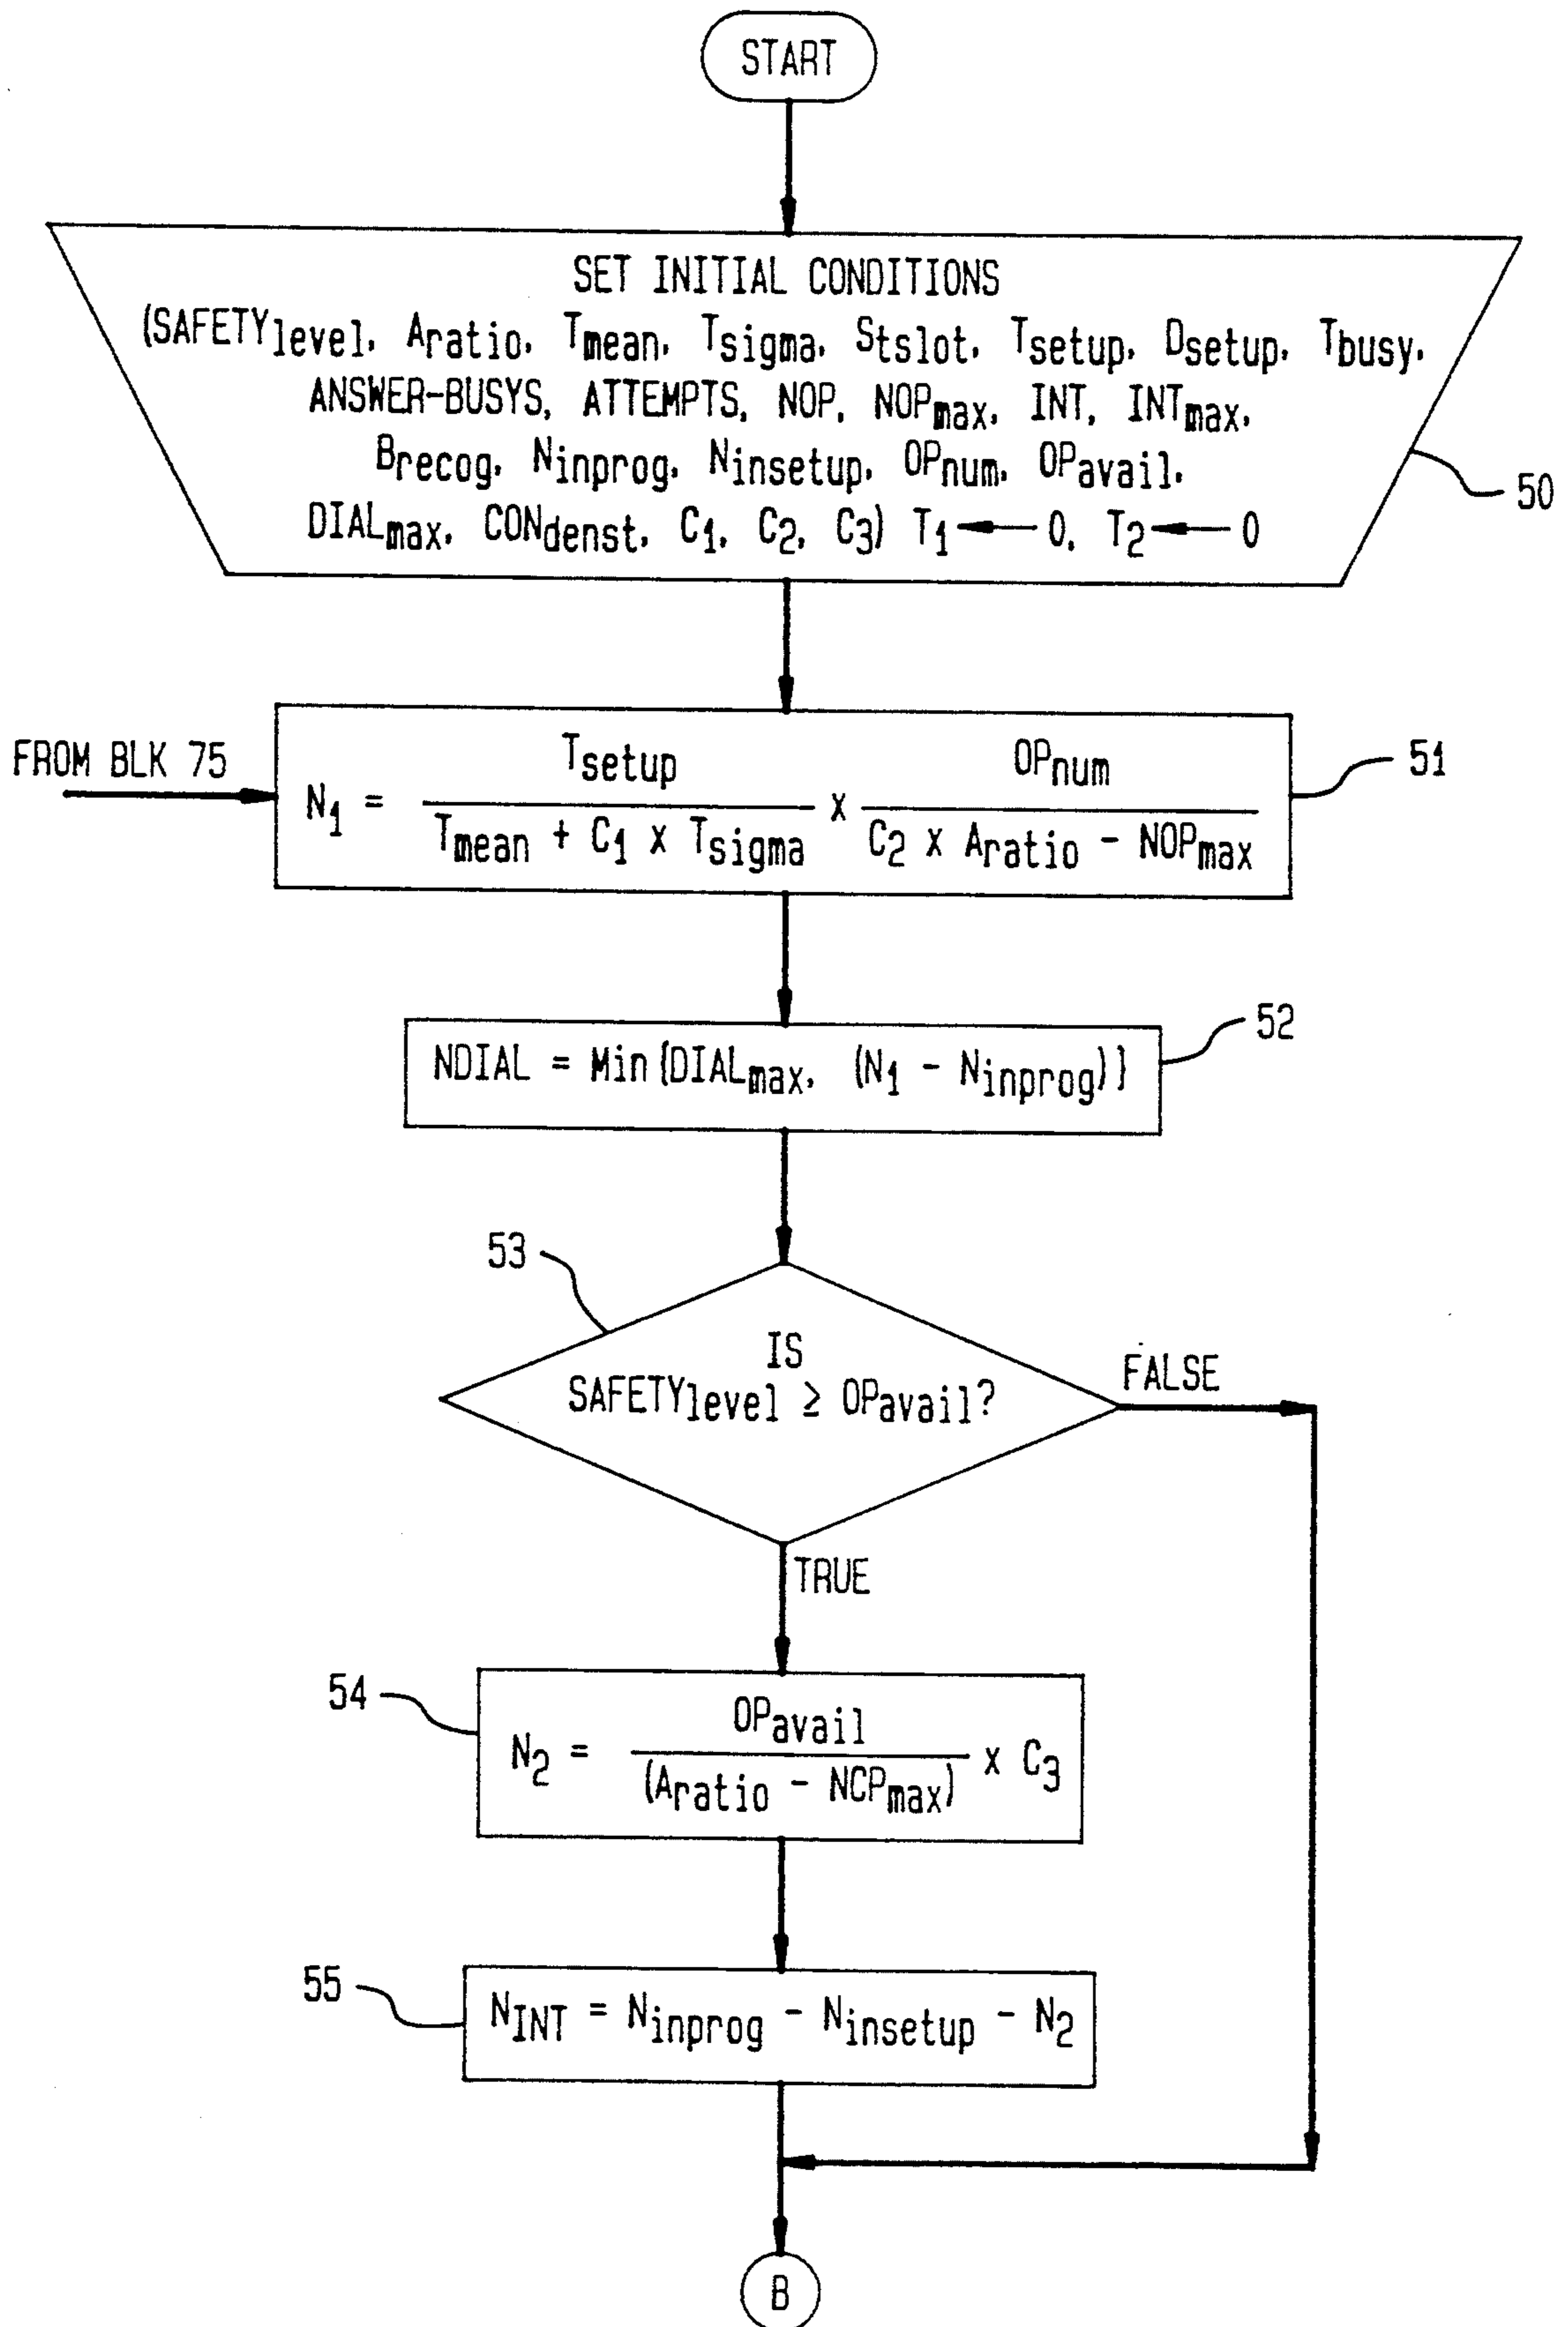 START
SET INITIAL CONDITIONS
(SAFETYlevel, Aratio, Tmean, Tsigma, Stslot, Tsetup, Dsetup, Tbusy,
ANSWER-BUSYS, ATTEMPTS, NOP, NOPmax, INT, INTmax,
Brecog, Ninprog, Ninsetup, OPnum, OPavail,
DIALmax, CONdenst, C1, C2, C3) T1 ← 0, T2 ← 0
50
FROM BLK 75
N1 = Tsetup / Tmean + C1 x Tsigma x OPnum / C2 x Aratio - NOPmax
51
NDIAL = Min{DIALmax, (N1 - Ninprog)}
52
53
IS
SAFETYlevel ≥ OPavail?
FALSE
TRUE
54
N2 = OPavail / (Aratio - NCPmax) x C3
55
NINT = Ninprog - Ninsetup - N2
B